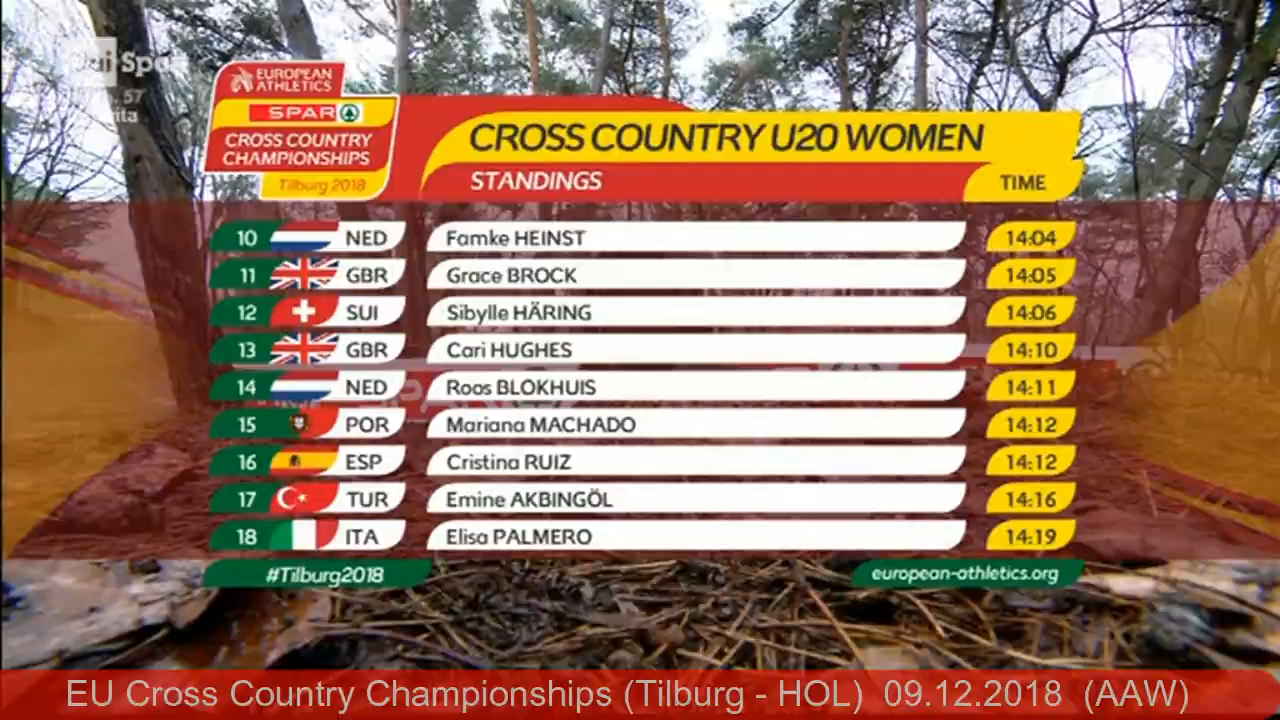 Rai Spo
57
ita
EUROPEAN
ATHLETICS
SPAR
CROSS COUNTRY
CHAMPIONSHIPS
Tilburg 2018
CROSS COUNTRY U20 WOMEN
STANDINGS TIME
10 NED Famke HEINST 14:04
11 GBR Grace BROCK 14:05
12 SUI Sibylle HÄRING 14:06
13 GBR Cari HUGHES 14:10
14 NED Roos BLOKHUIS 14:11
15 POR Mariana MACHADO 14:12
16 ESP Cristina RUIZ 14:12
17 TUR Emine AKBINGÖL 14:16
18 ITA Elisa PALMERO 14:19
#Tilburg2018 european-athletics.org
EU Cross Country Championships (Tilburg - HOL) 09.12.2018 (AAW)